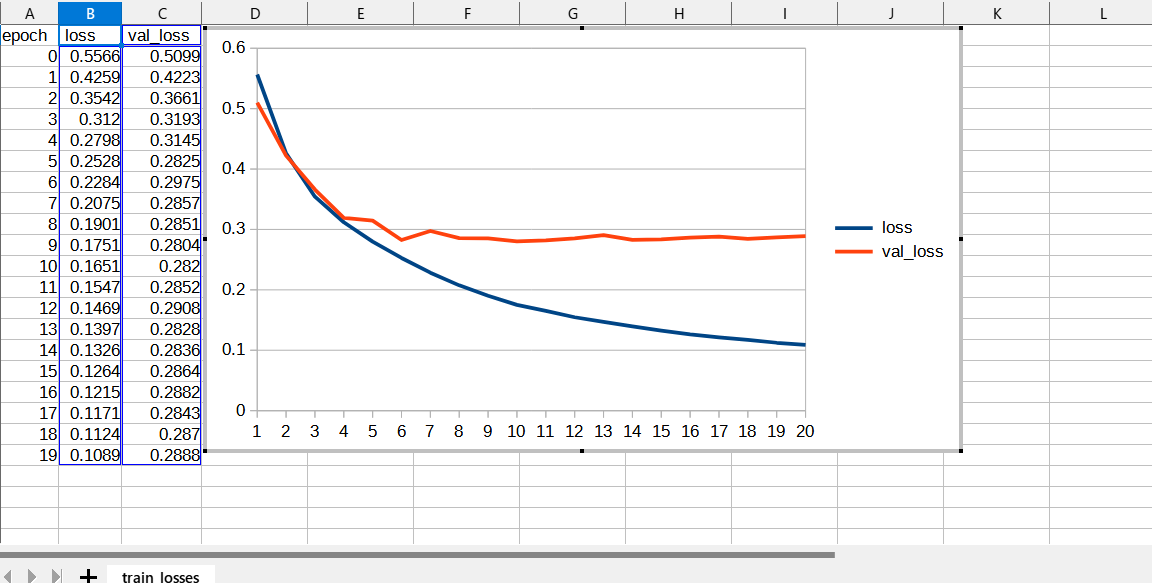 A B C D E F G H I J K L
epoch loss val_loss
0 0.5566 0.5099
1 0.4259 0.4223
2 0.3542 0.3661
3 0.312 0.3193
4 0.2798 0.3145
5 0.2528 0.2825
6 0.2284 0.2975
7 0.2075 0.2857
8 0.1901 0.2851
9 0.1751 0.2804
10 0.1651 0.282
11 0.1547 0.2852
12 0.1469 0.2908
13 0.1397 0.2828
14 0.1326 0.2836
15 0.1264 0.2864
16 0.1215 0.2882
17 0.1171 0.2843
18 0.1124 0.287
19 0.1089 0.2888
0.6
0.5
0.4
0.3
0.2
0.1
0
1 2 3 4 5 6 7 8 9 10 11 12 13 14 15 16 17 18 19 20
loss
val_loss
train_losses